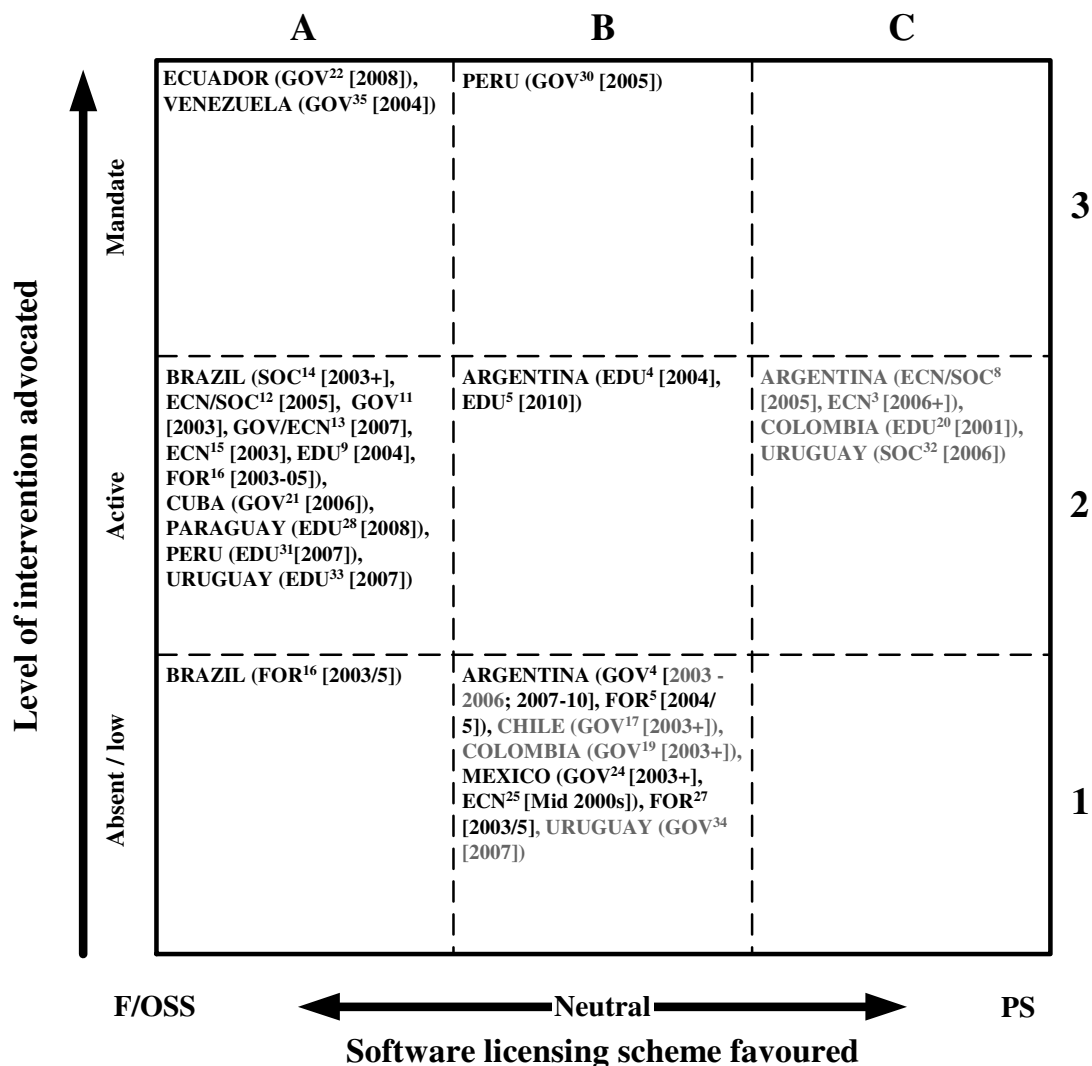 A B C
ECUADOR (GOV22 [2008]),
VENEZUELA (GOV35 [2004])
PERU (GOV30 [2005])
Mandate
3
Level of intervention advocated
BRAZIL (SOC14 [2003+],
ECN/SOC12 [2005], GOV11
[2003], GOV/ECN13 [2007],
ECN15 [2003], EDU9 [2004],
FOR16 [2003-05]),
CUBA (GOV21 [2006]),
PARAGUAY (EDU28 [2008]),
PERU (EDU31[2007]),
URUGUAY (EDU33 [2007])
ARGENTINA (EDU4 [2004],
EDU5 [2010])
ARGENTINA (ECN/SOC8
[2005], ECN3 [2006+]),
COLOMBIA (EDU20 [2001]),
URUGUAY (SOC32 [2006])
Active
2
BRAZIL (FOR16 [2003/5])
ARGENTINA (GOV4 [2003 -
2006; 2007-10], FOR5 [2004/
5]), CHILE (GOV17 [2003+]),
COLOMBIA (GOV19 [2003+]),
MEXICO (GOV24 [2003+],
ECN25 [Mid 2000s]), FOR27
[2003/5], URUGUAY (GOV34
[2007])
Absent / low
1
F/OSS Neutral PS
Software licensing scheme favoured